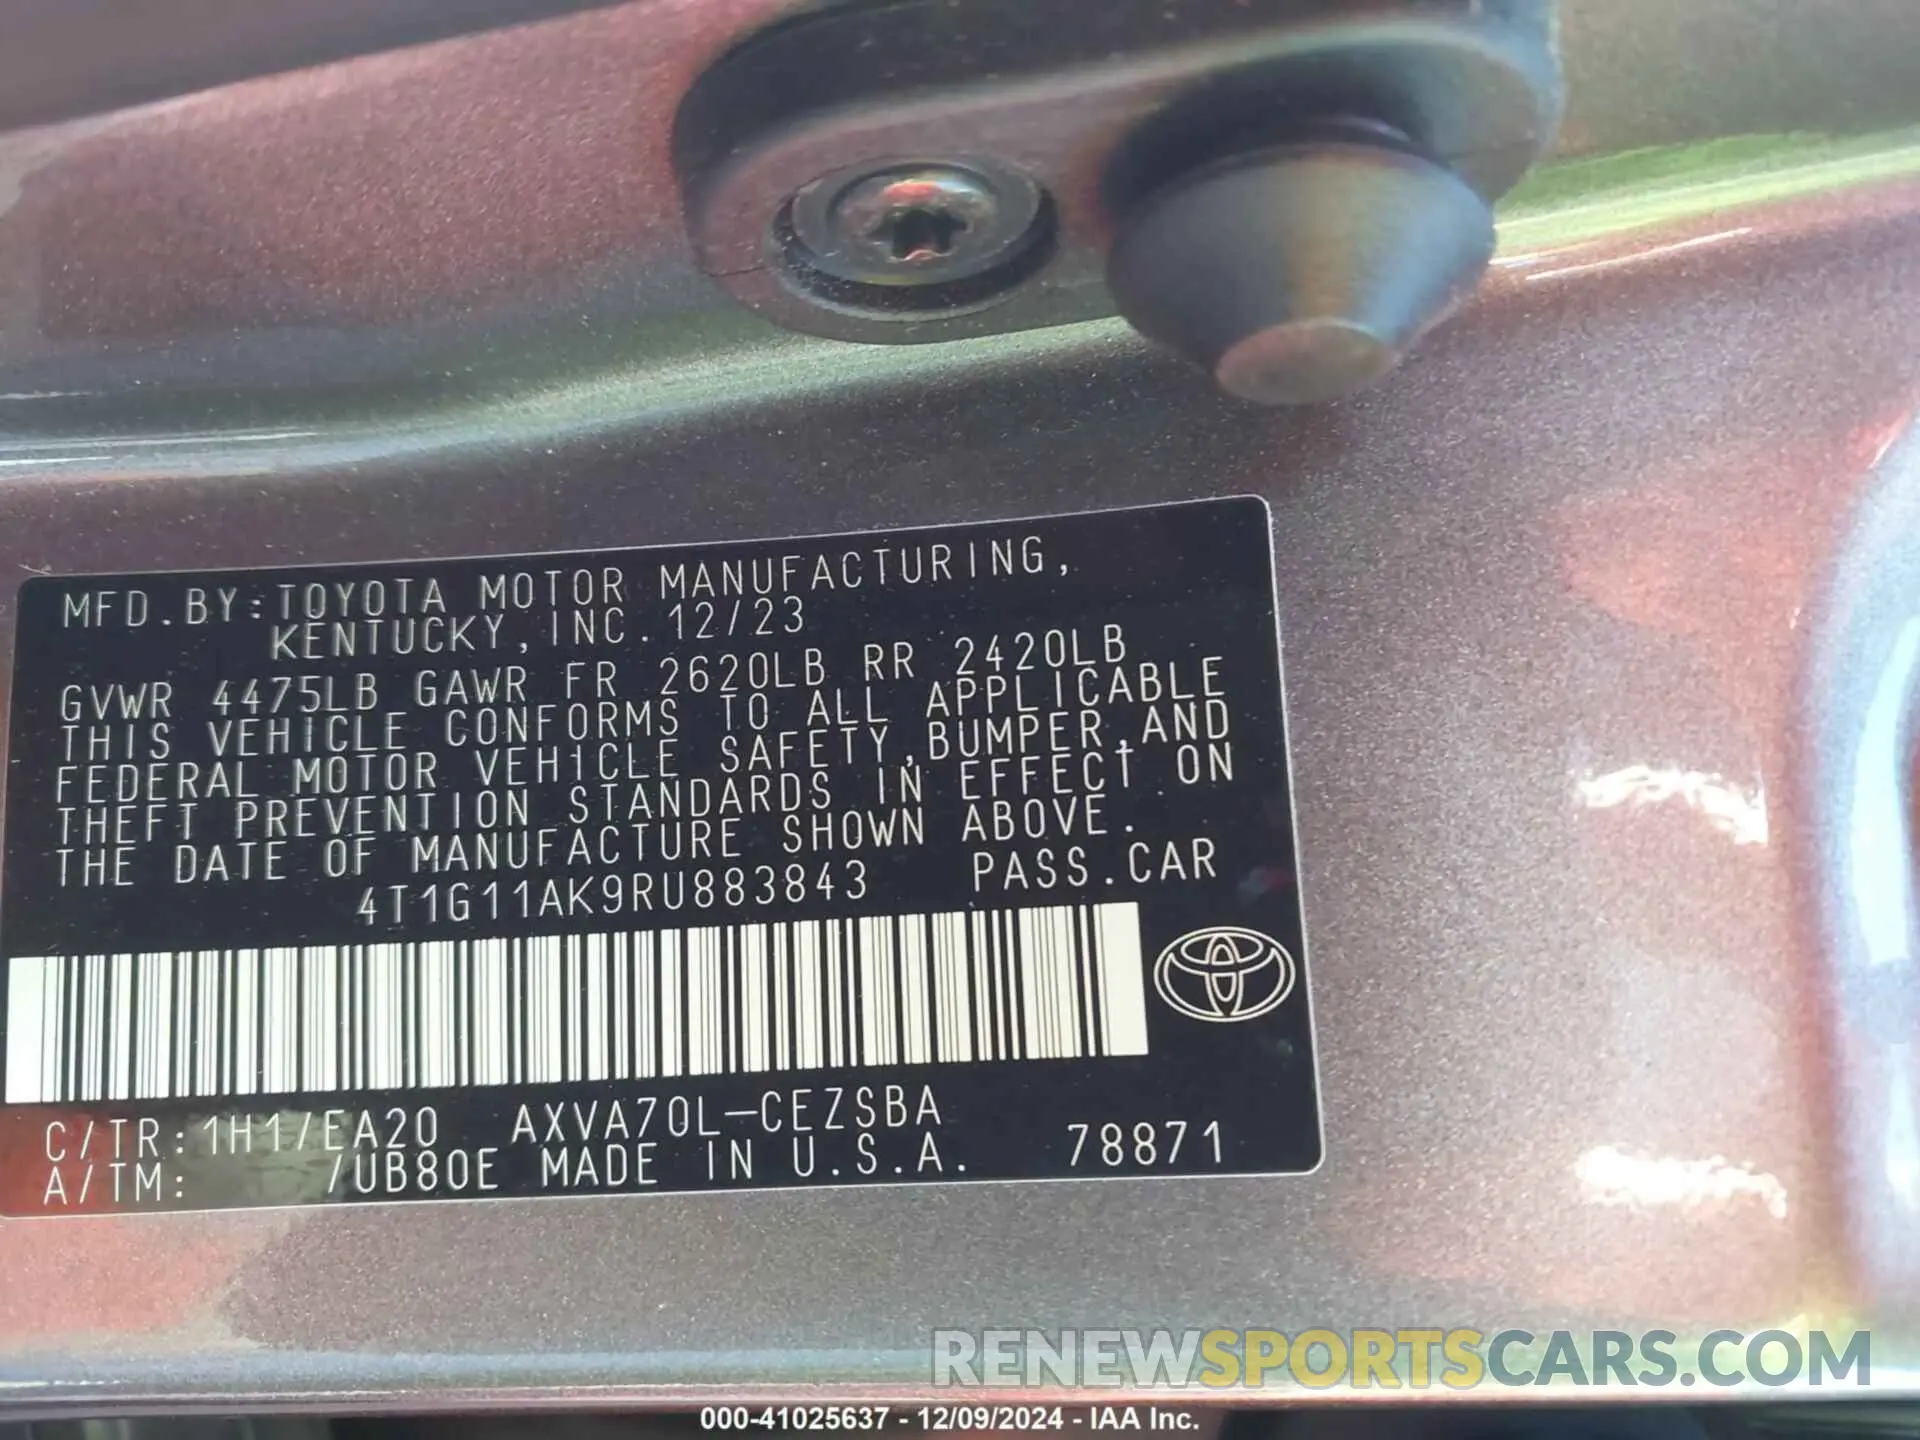 MFD.BY:TOYOTA MOTOR MANUFACTURING,
KENTUCKY,INC.12/23
GVWR 4475LB GAWR FR 2620LB RR 2420LB
THIS VEHICLE CONFORMS TO ALL APPLICABLE
FEDERAL MOTOR VEHICLE SAFETY,BUMPER,AND
THEFT PREVENTION STANDARDS IN EFFECT ON
THE DATE OF MANUFACTURE SHOWN ABOVE.
4T1G11AK9RU883843 PASS.CAR
C/TR:1H1/EA20 AXVA70L-CEZSBA
A/TM: /UB80E MADE IN U.S.A. 78871
RENEWSPORTSCARS.COM
000-41025637 - 12/09/2024 - IAA Inc.